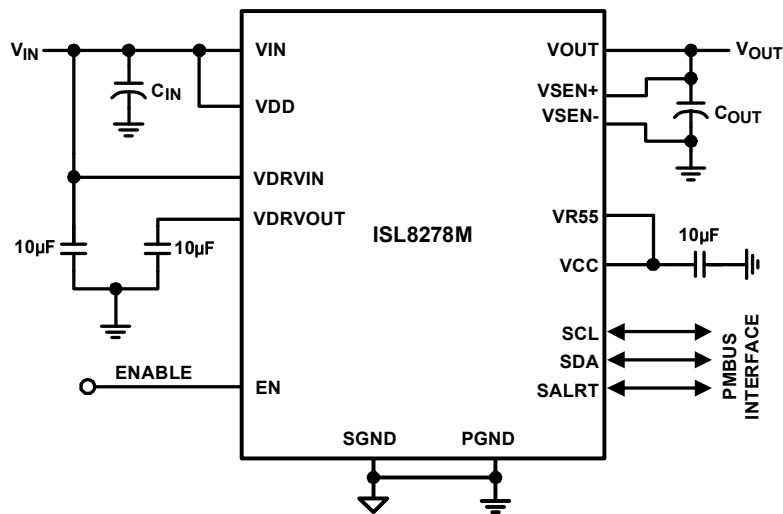 VIN
VIN
CIN
VDD
VDRVIN
VDRVOUT
10µF
10µF
ENABLE
EN
ISL8278M
SGND
PGND
VOUT
VOUT
VSEN+
VSEN-
COUT
VR55
10µF
VCC
SCL
SDA
SALRT
PMBUS
INTERFACE